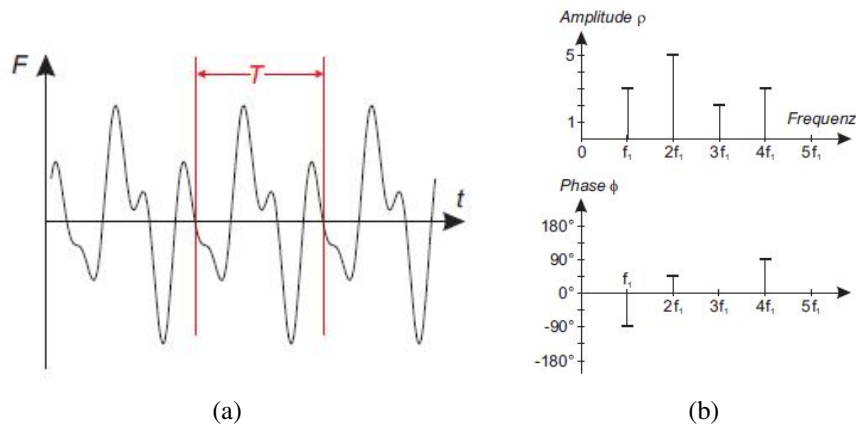 F
T
t
(a)
Amplitude ρ
5
1
Frequenz
0 f₁ 2f₁ 3f₁ 4f₁ 5f₁
Phase ϕ
180°
90°
f₁
0°
2f₁ 3f₁ 4f₁ 5f₁
-90°
-180°
(b)